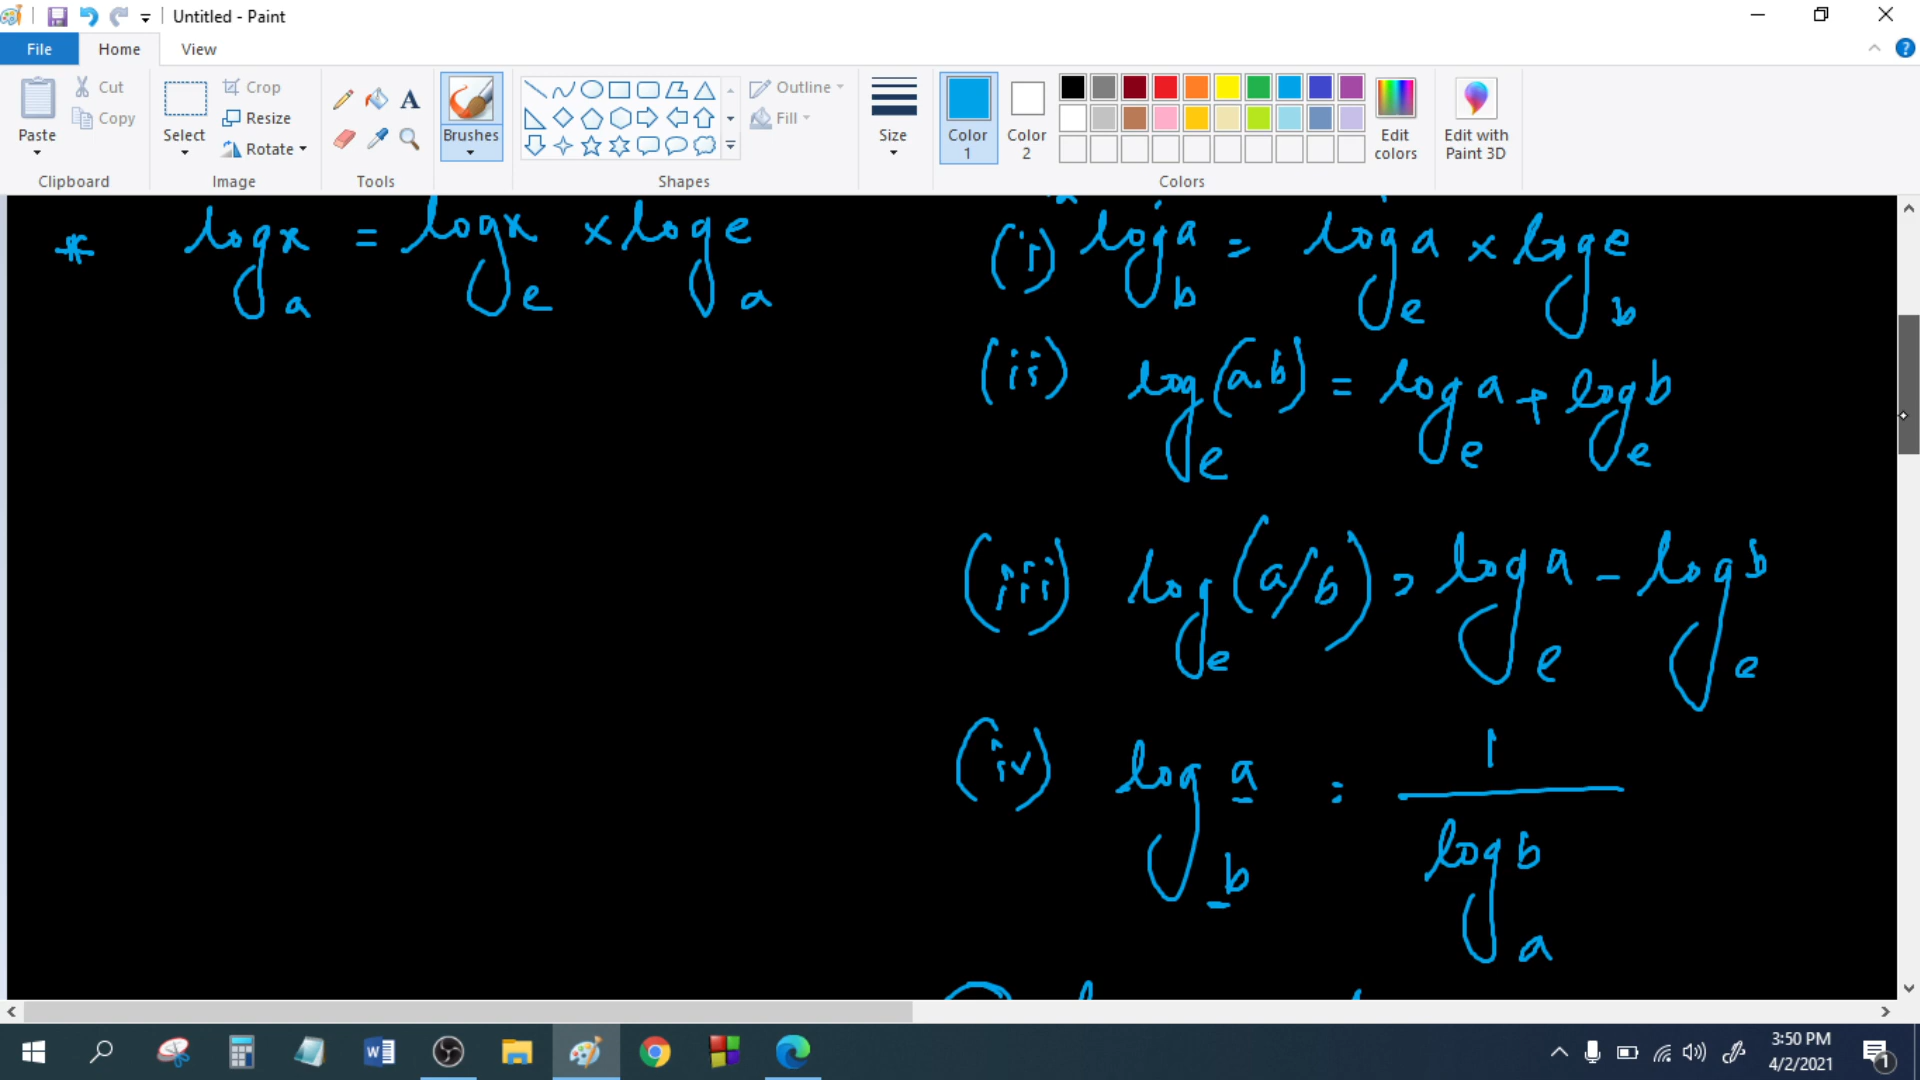 Untitled - Paint
File Home View
Paste
Cut
Copy
Clipboard
Select
Crop
Resize
Rotate
Image
Tools
Brushes
Shapes
Outline
Fill
Size
Color 1
Color 2
Edit colors
Colors
Edit with Paint 3D
* logₐx = logₑx × logₐe
(i) log_b a = logₑa × log_b e
(ii) logₑ(a.b) = logₑa + logₑb
(iii) logₑ(a/b) = logₑa - logₑb
(iv) log_b a = 1 / logₐb
3:50 PM
4/2/2021
1